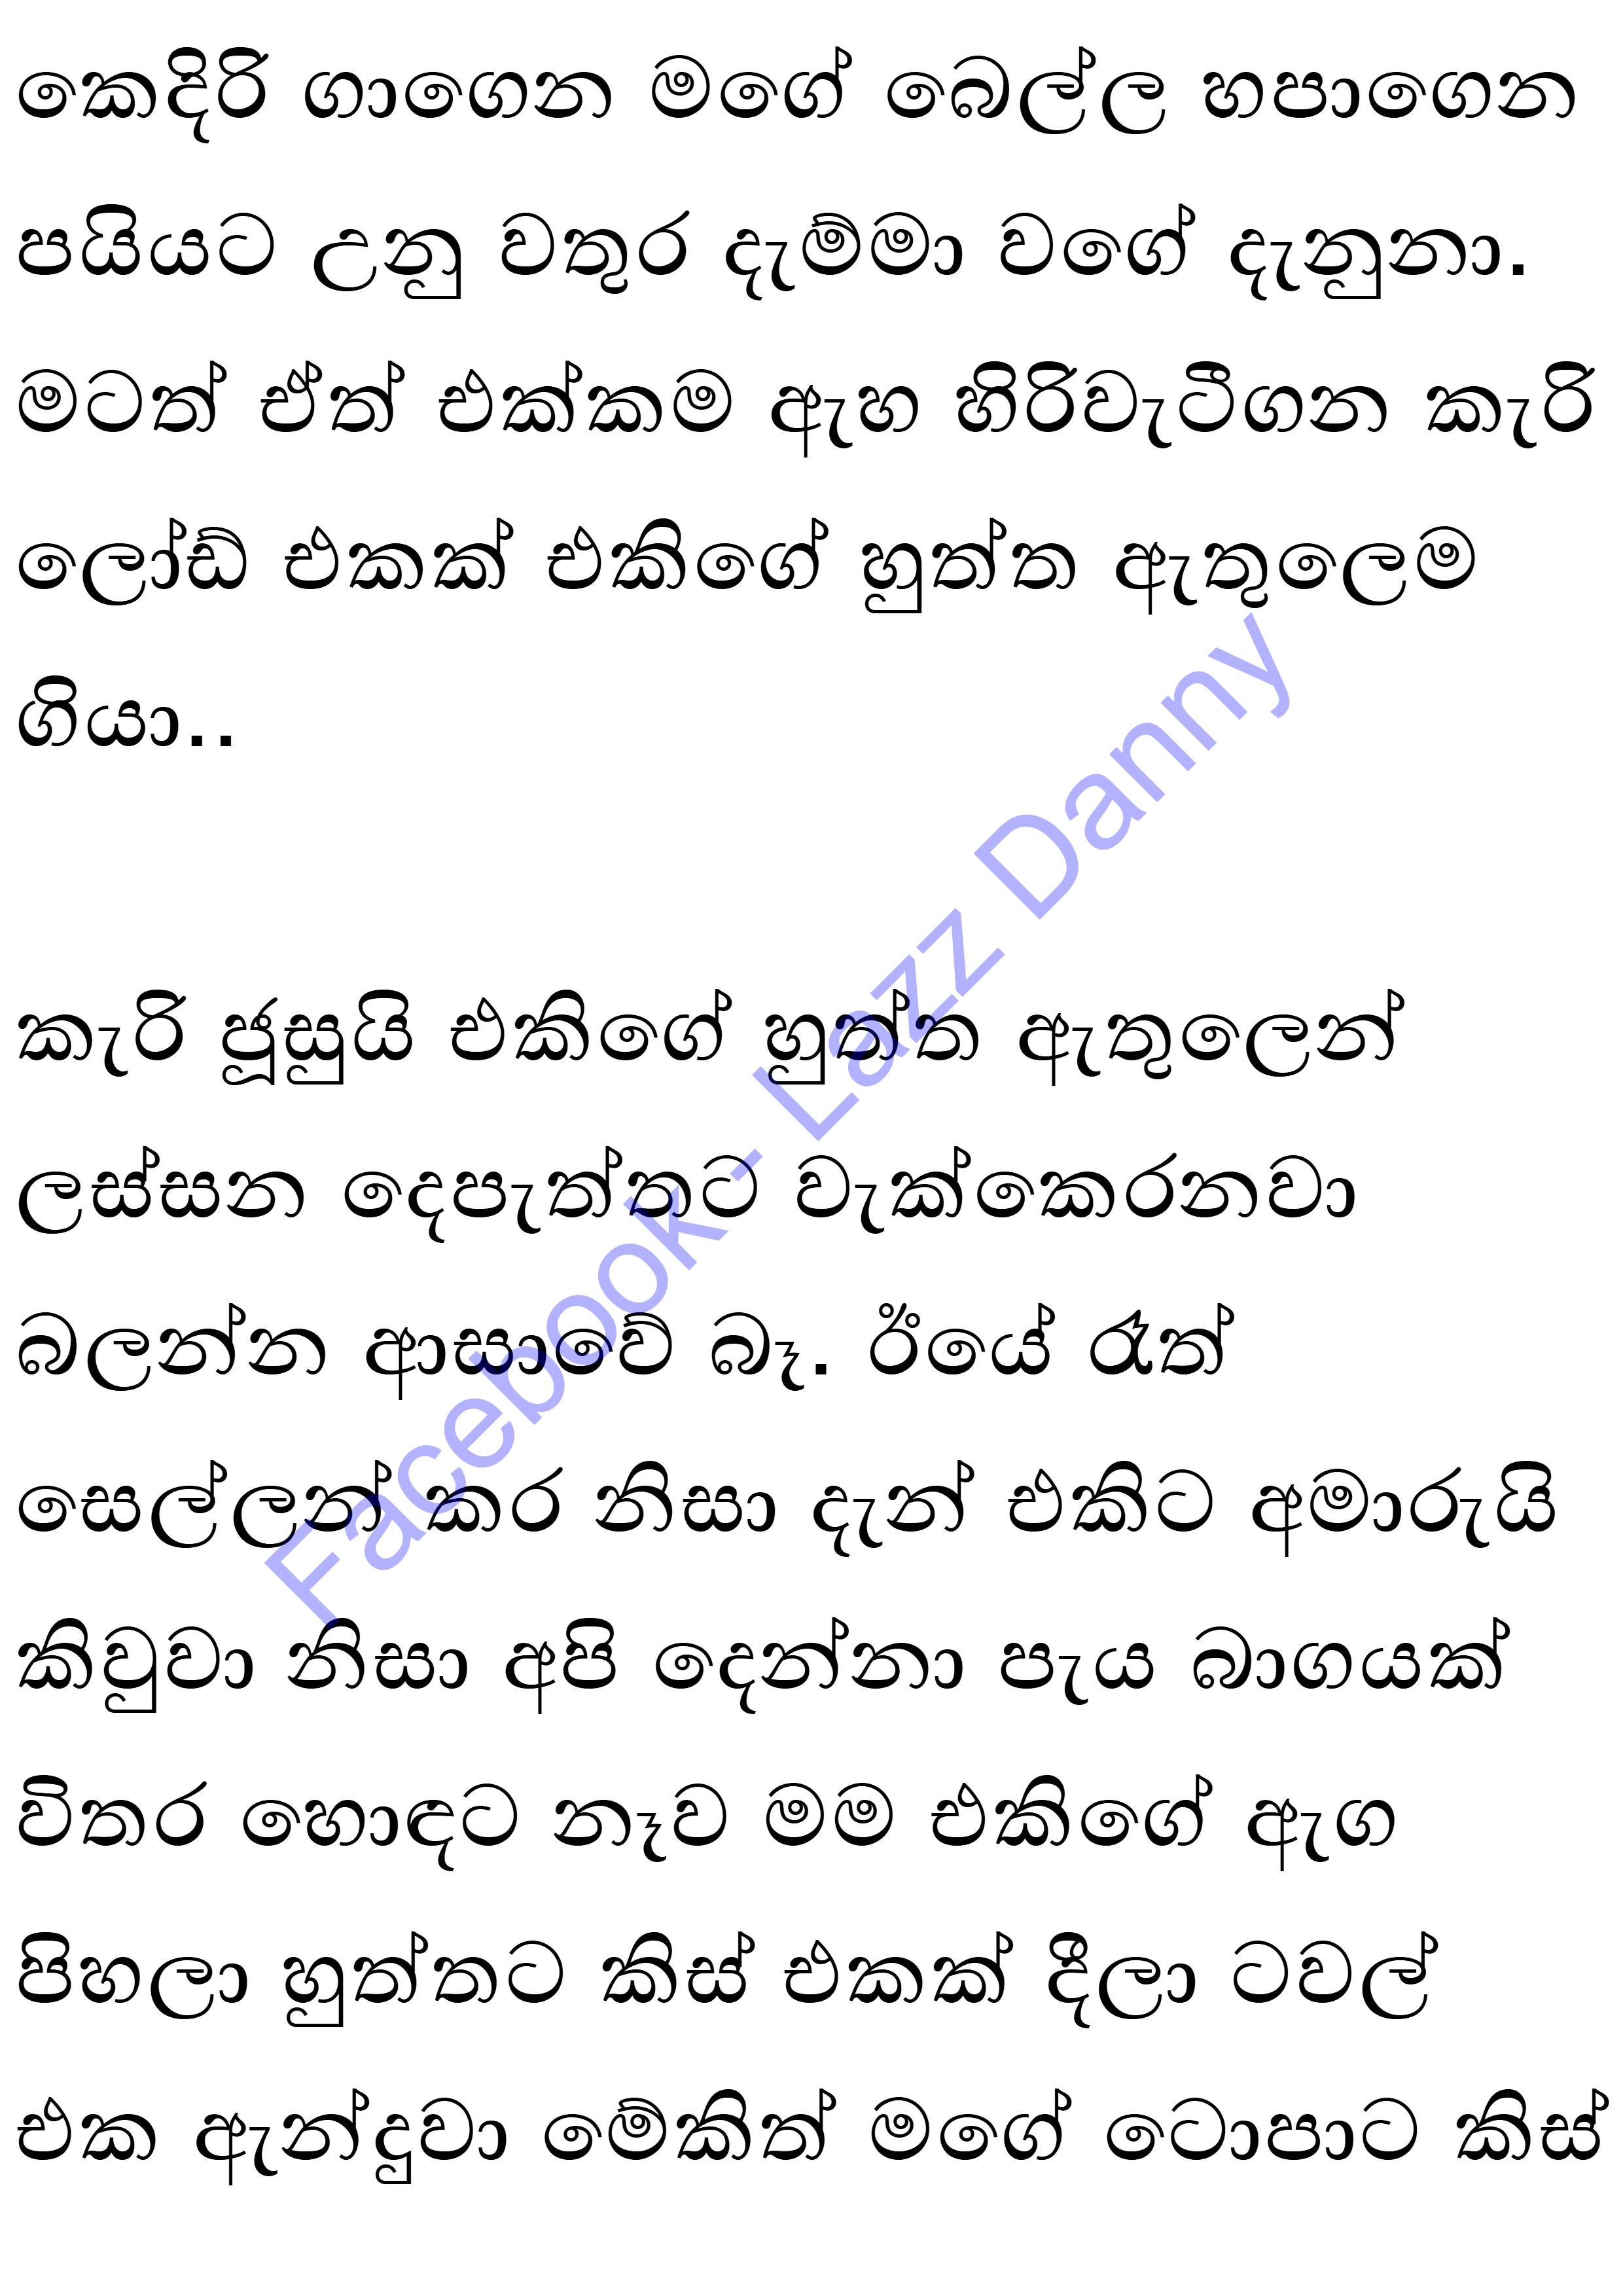 කෙදිරි ගාගෙන මගේ බෙල්ල හපාගෙන
පයියට උනු වතුර දැම්මා වගේ දැනුනා.
මටත් ඒත් එක්කම ඇහ හිරිවැටීගන කැරි
ලෝඩ් එකක් එකිගේ හුත්ත ඇතුලෙම
ගියා..
කැරි ජූසුයි එකිගේ හුත්ත ඇතුලෙන්
ලස්සන දෙපැත්තට වැක්කෙරනවා
බලන්න ආසාවේ බෑ. ඊයේ රෑත්
සෙල්ලන් කර නිසා දැන් එකිට අමාරුයි
කිවුවා නිසා අපි දෙන්නා පැය බාගයක්
විතර හොඳට නෑව මම එකිගේ ඇග
පිහලා හුත්තට කිස් එකක් දීලා ටවල්
එක ඇන්දුවා මේකිත් මගේ ටොපාට කිස්
Facebook - Lazz Danny